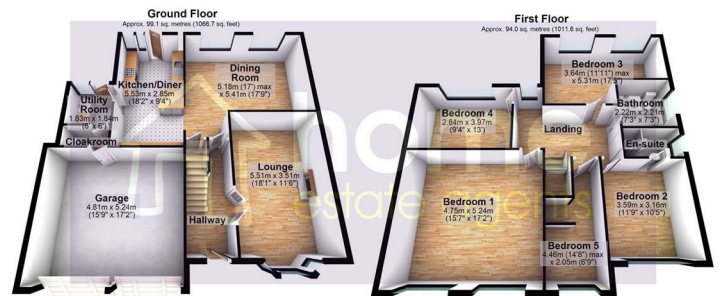 Ground Floor
Approx. 99.1 sq. metres (1066.7 sq. feet)
Kitchen/Diner
5.53m x 2.85m
(18'2" x 9'4")
Dining
Room
5.18m (17') max
x 5.41m (17'9")
Utility
Room
1.83m x 1.84m
(6' x 6')
Cloakroom
Garage
4.81m x 5.24m
(15'9" x 17'2")
Hallway
Lounge
5.51m x 3.51m
(18'1" x 11'6")
First Floor
Approx. 94.0 sq. metres (1011.6 sq. feet)
Bedroom 3
3.64m (11'11") max
x 5.31m (17'5")
Bedroom 4
2.84m x 3.97m
(9'4" x 13')
Bathroom
2.22m x 2.21m
(7'3" x 7'3")
Landing
En-suite
Bedroom 1
4.75m x 5.24m
(15'7" x 17'2")
Bedroom 2
3.59m x 3.16m
(11'9" x 10'5")
Bedroom 5
4.46m (14'8") max
x 2.05m (6'9")
home
estate agents